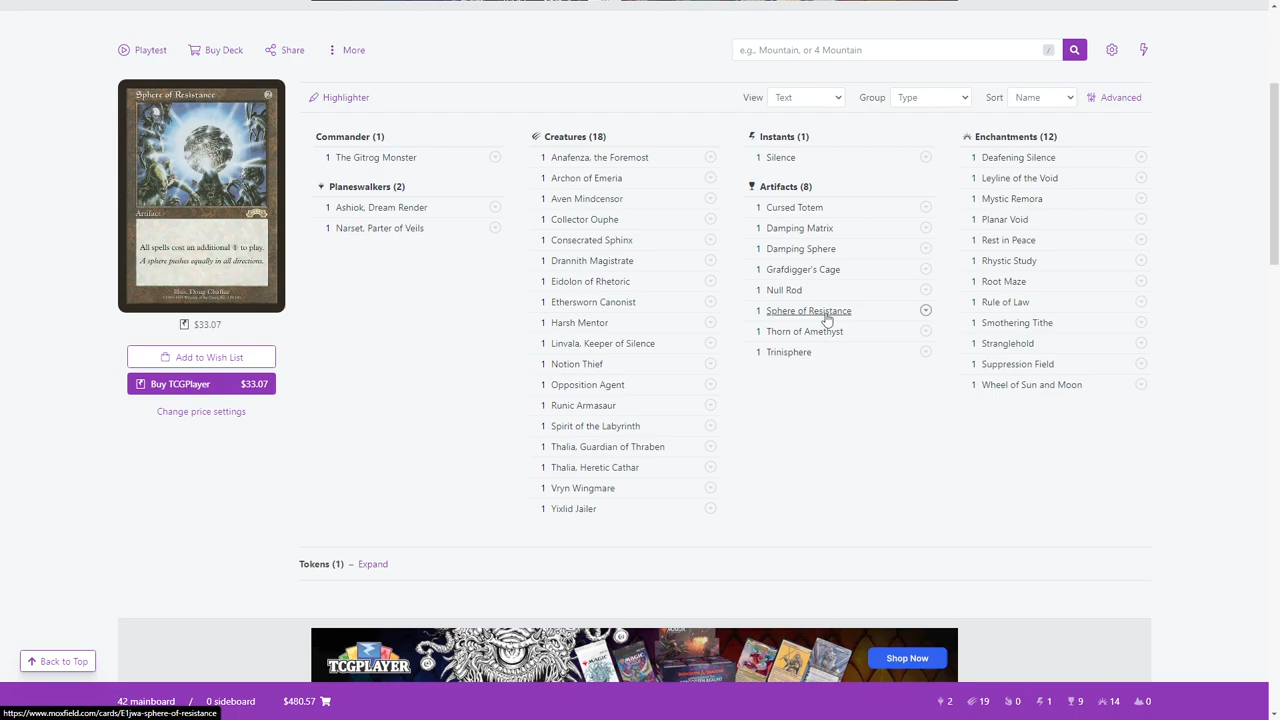 Playtest
Buy Deck
Share
More
e.g., Mountain, or 4 Mountain
/
Sphere of Resistance
2
Artifact
All spells cost an additional 1 to play.
A sphere pushes equally in all directions.
Illus. Doug Chaffee
$33.07
Add to Wish List
Buy TCGPlayer $33.07
Change price settings
Highlighter
View Text
Group Type
Sort Name
Advanced
Commander (1)
1 The Gitrog Monster
Planeswalkers (2)
1 Ashiok, Dream Render
1 Narset, Parter of Veils
Creatures (18)
1 Anafenza, the Foremost
1 Archon of Emeria
1 Aven Mindcensor
1 Collector Ouphe
1 Consecrated Sphinx
1 Drannith Magistrate
1 Eidolon of Rhetoric
1 Ethersworn Canonist
1 Harsh Mentor
1 Linvala, Keeper of Silence
1 Notion Thief
1 Opposition Agent
1 Runic Armasaur
1 Spirit of the Labyrinth
1 Thalia, Guardian of Thraben
1 Thalia, Heretic Cathar
1 Vryn Wingmare
1 Yixlid Jailer
Instants (1)
1 Silence
Artifacts (8)
1 Cursed Totem
1 Damping Matrix
1 Damping Sphere
1 Grafdigger's Cage
1 Null Rod
1 Sphere of Resistance
1 Thorn of Amethyst
1 Trinisphere
Enchantments (12)
1 Deafening Silence
1 Leyline of the Void
1 Mystic Remora
1 Planar Void
1 Rest in Peace
1 Rhystic Study
1 Root Maze
1 Rule of Law
1 Smothering Tithe
1 Stranglehold
1 Suppression Field
1 Wheel of Sun and Moon
Tokens (1) – Expand
TCGPLAYER
Shop Now
Back to Top
42 mainboard / 0 sideboard $480.57
2 19 0 1 9 14 0
https://www.moxfield.com/cards/E1jwa-sphere-of-resistance